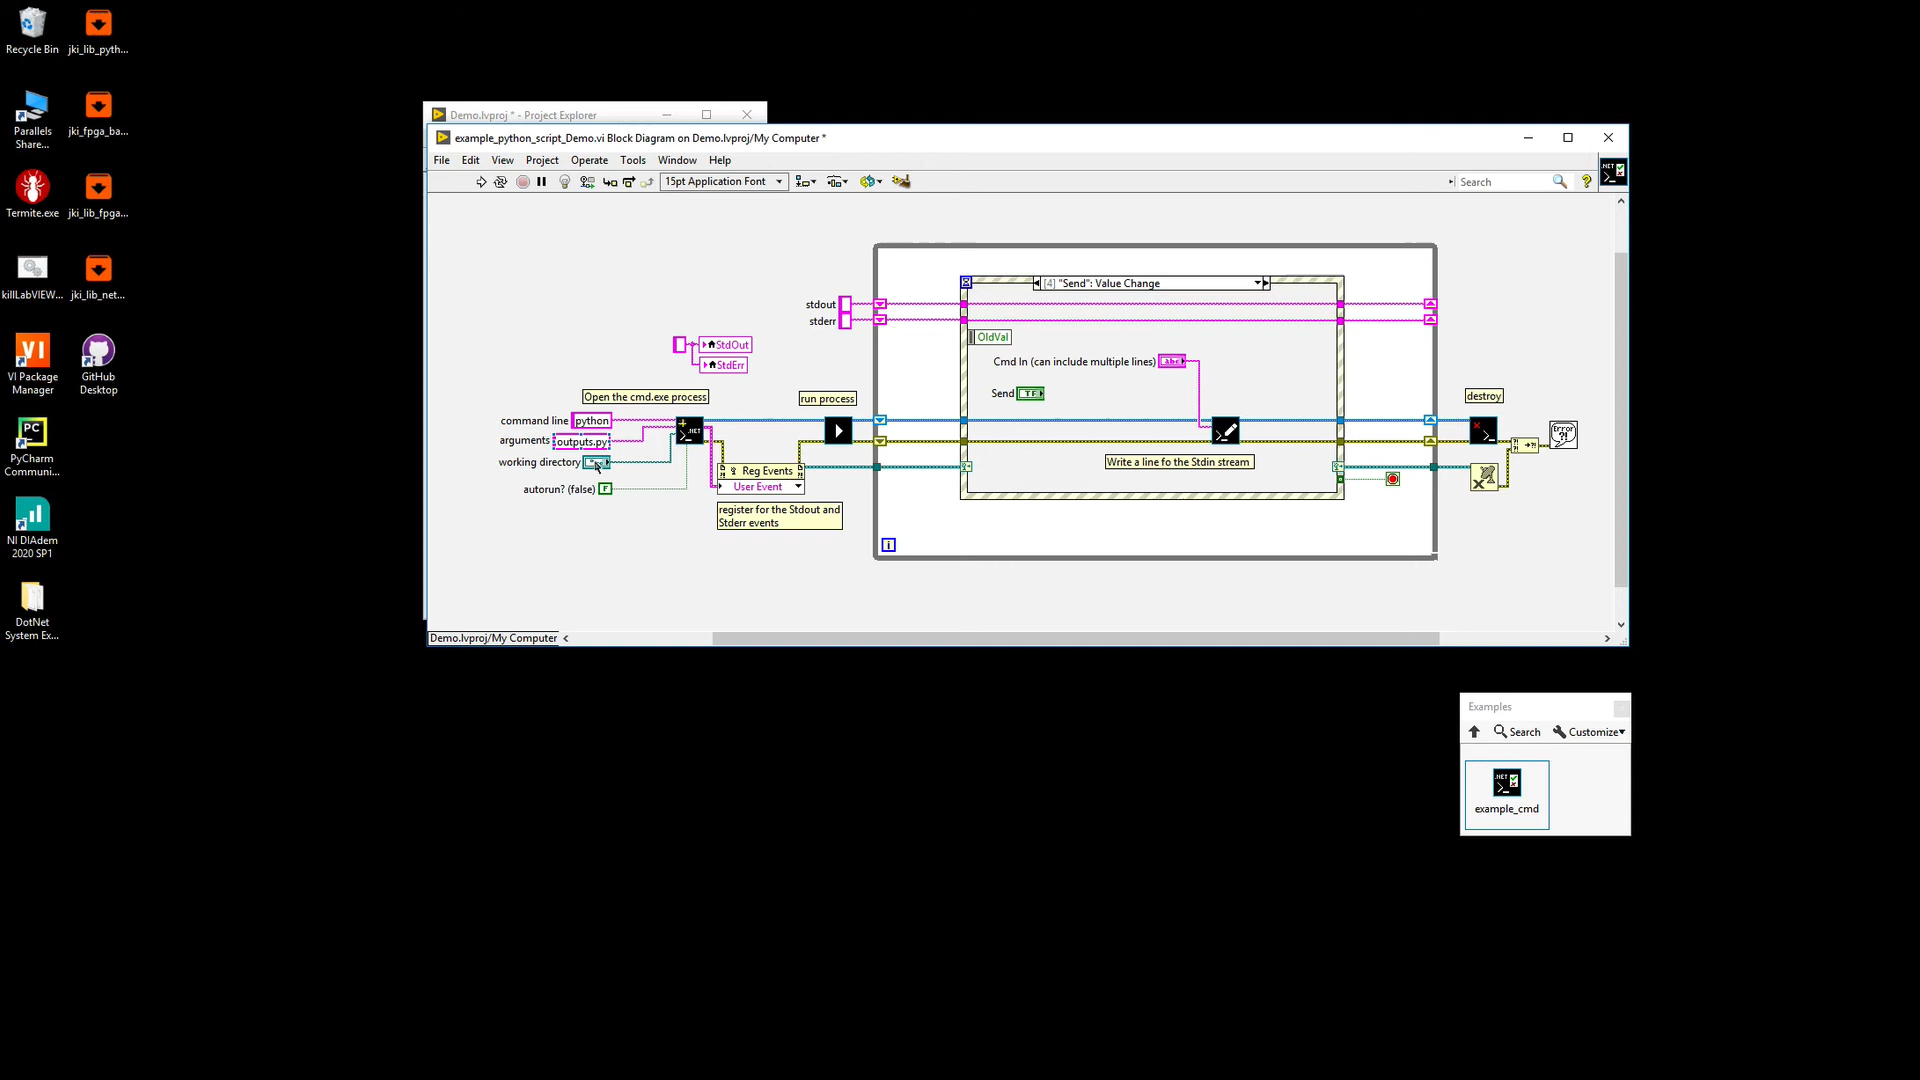 Recycle Bin
jki_lib_pyth...
Parallels
Share...
jki_fpga_ba...
Termite.exe
jki_lib_fpga...
killLabVIEW...
jki_lib_net...
VI Package
Manager
GitHub
Desktop
PyCharm
Communi...
NI DIAdem
2020 SP1
DotNet
System Ex...
Demo.lvproj * - Project Explorer
example_python_script_Demo.vi Block Diagram on Demo.lvproj/My Computer *
File Edit View Project Operate Tools Window Help
15pt Application Font
Search
[4] "Send": Value Change
stdout
stderr
OldVal
StdOut
StdErr
Cmd In (can include multiple lines)
abc
Send
TF
Open the cmd.exe process
run process
destroy
command line
python
arguments
outputs.py
working directory
autorun? (false)
F
.NET
Reg Events
User Event
register for the Stdout and
Stderr events
Write a line fo the Stdin stream
Error
?!
i
Demo.lvproj/My Computer
Examples
Search
Customize
.NET
example_cmd